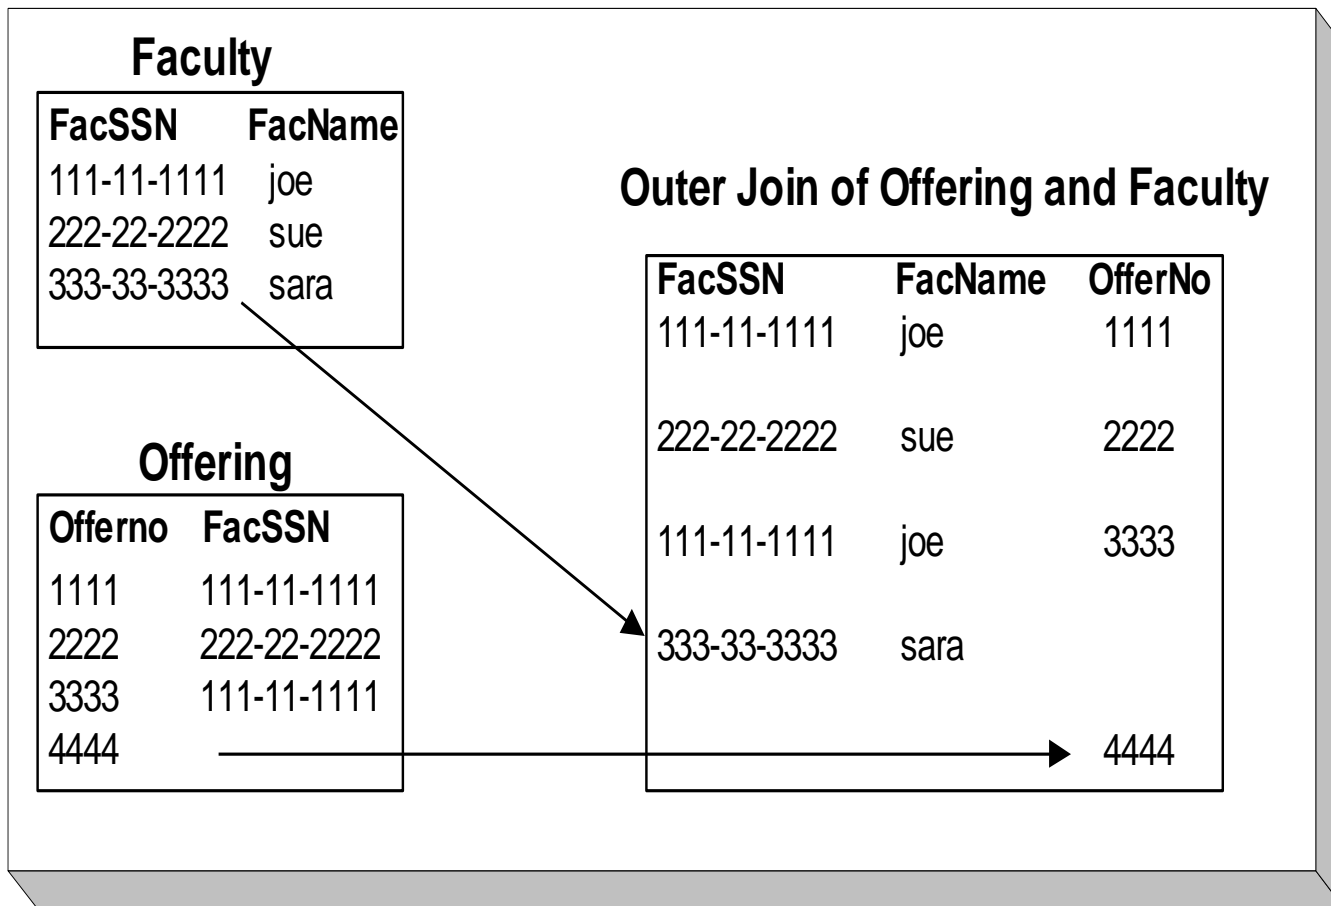 Faculty
FacSSN FacName
111-11-1111 joe
222-22-2222 sue
333-33-3333 sara
Offering
Offerno FacSSN
1111 111-11-1111
2222 222-22-2222
3333 111-11-1111
4444
Outer Join of Offering and Faculty
FacSSN FacName OfferNo
111-11-1111 joe 1111
222-22-2222 sue 2222
111-11-1111 joe 3333
333-33-3333 sara
4444